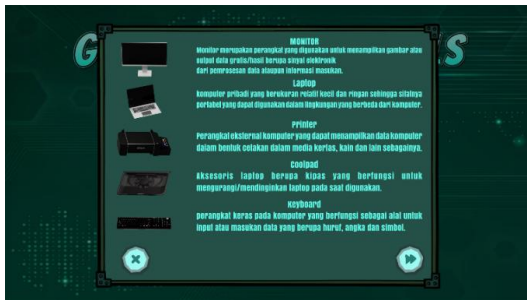 G S
MONITOR
Monitor merupakan perangkat yang digunakan untuk menampilkan gambar atau
output data grafis/hasil berupa sinyal elektronik
dari pemrosesan data ataupun informasi masukan.
Laptop
komputer pribadi yang berukuran relatif kecil dan ringan sehingga sifatnya
portabel yang dapat digunakan dalam lingkungan yang berbeda dari komputer.
Printer
Perangkat eksternal komputer yang dapat menampilkan data komputer
dalam bentuk cetakan dalam media kertas, kain dan lain sebagainya.
Coolpad
Aksesoris laptop berupa kipas yang berfungsi untuk
mengurangi/mendinginkan laptop pada saat digunakan.
Keyboard
perangkat keras pada komputer yang berfungsi sebagai alat untuk
input atau masukan data yang berupa huruf, angka dan simbol.